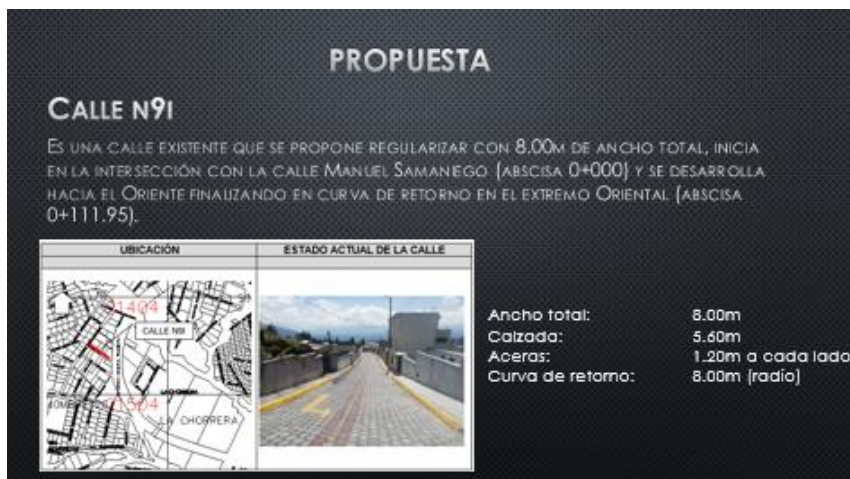 PROPUESTA
CALLE N9I
ES UNA CALLE EXISTENTE QUE SE PROPONE REGULARIZAR CON 8.00M DE ANCHO TOTAL, INICIA
EN LA INTERSECCIÓN CON LA CALLE MANUEL SAMANIEGO (ABSCISA 0+000) Y SE DESARROLLA
HACIA EL ORIENTE FINALIZANDO EN CURVA DE RETORNO EN EL EXTREMO ORIENTAL (ABSCISA
0+111.95).
UBICACIÓN
ESTADO ACTUAL DE LA CALLE
CALLE N9I
LA CHORRERA
Ancho total: 8.00m
Calzada: 5.60m
Aceras: 1.20m a cada lado
Curva de retorno: 8.00m (radio)